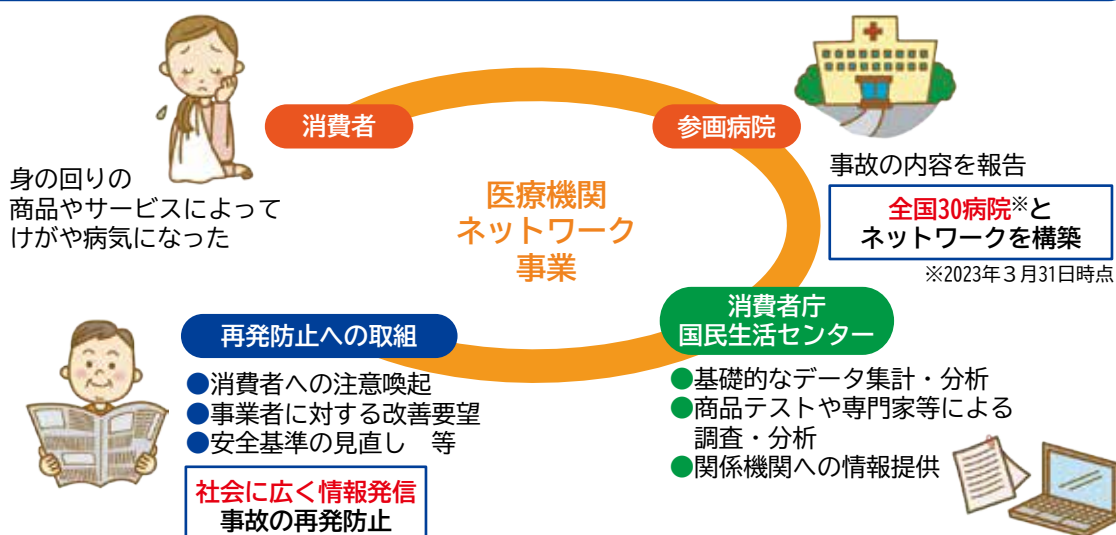 消費者
参画病院
身の回りの
商品やサービスによって
けがや病気になった
医療機関
ネットワーク
事業
事故の内容を報告
全国30病院※と
ネットワークを構築
※2023年3月31日時点
消費者庁
国民生活センター
●基礎的なデータ集計・分析
●商品テストや専門家等による
調査・分析
●関係機関への情報提供
再発防止への取組
●消費者への注意喚起
●事業者に対する改善要望
●安全基準の見直し　等
社会に広く情報発信
事故の再発防止